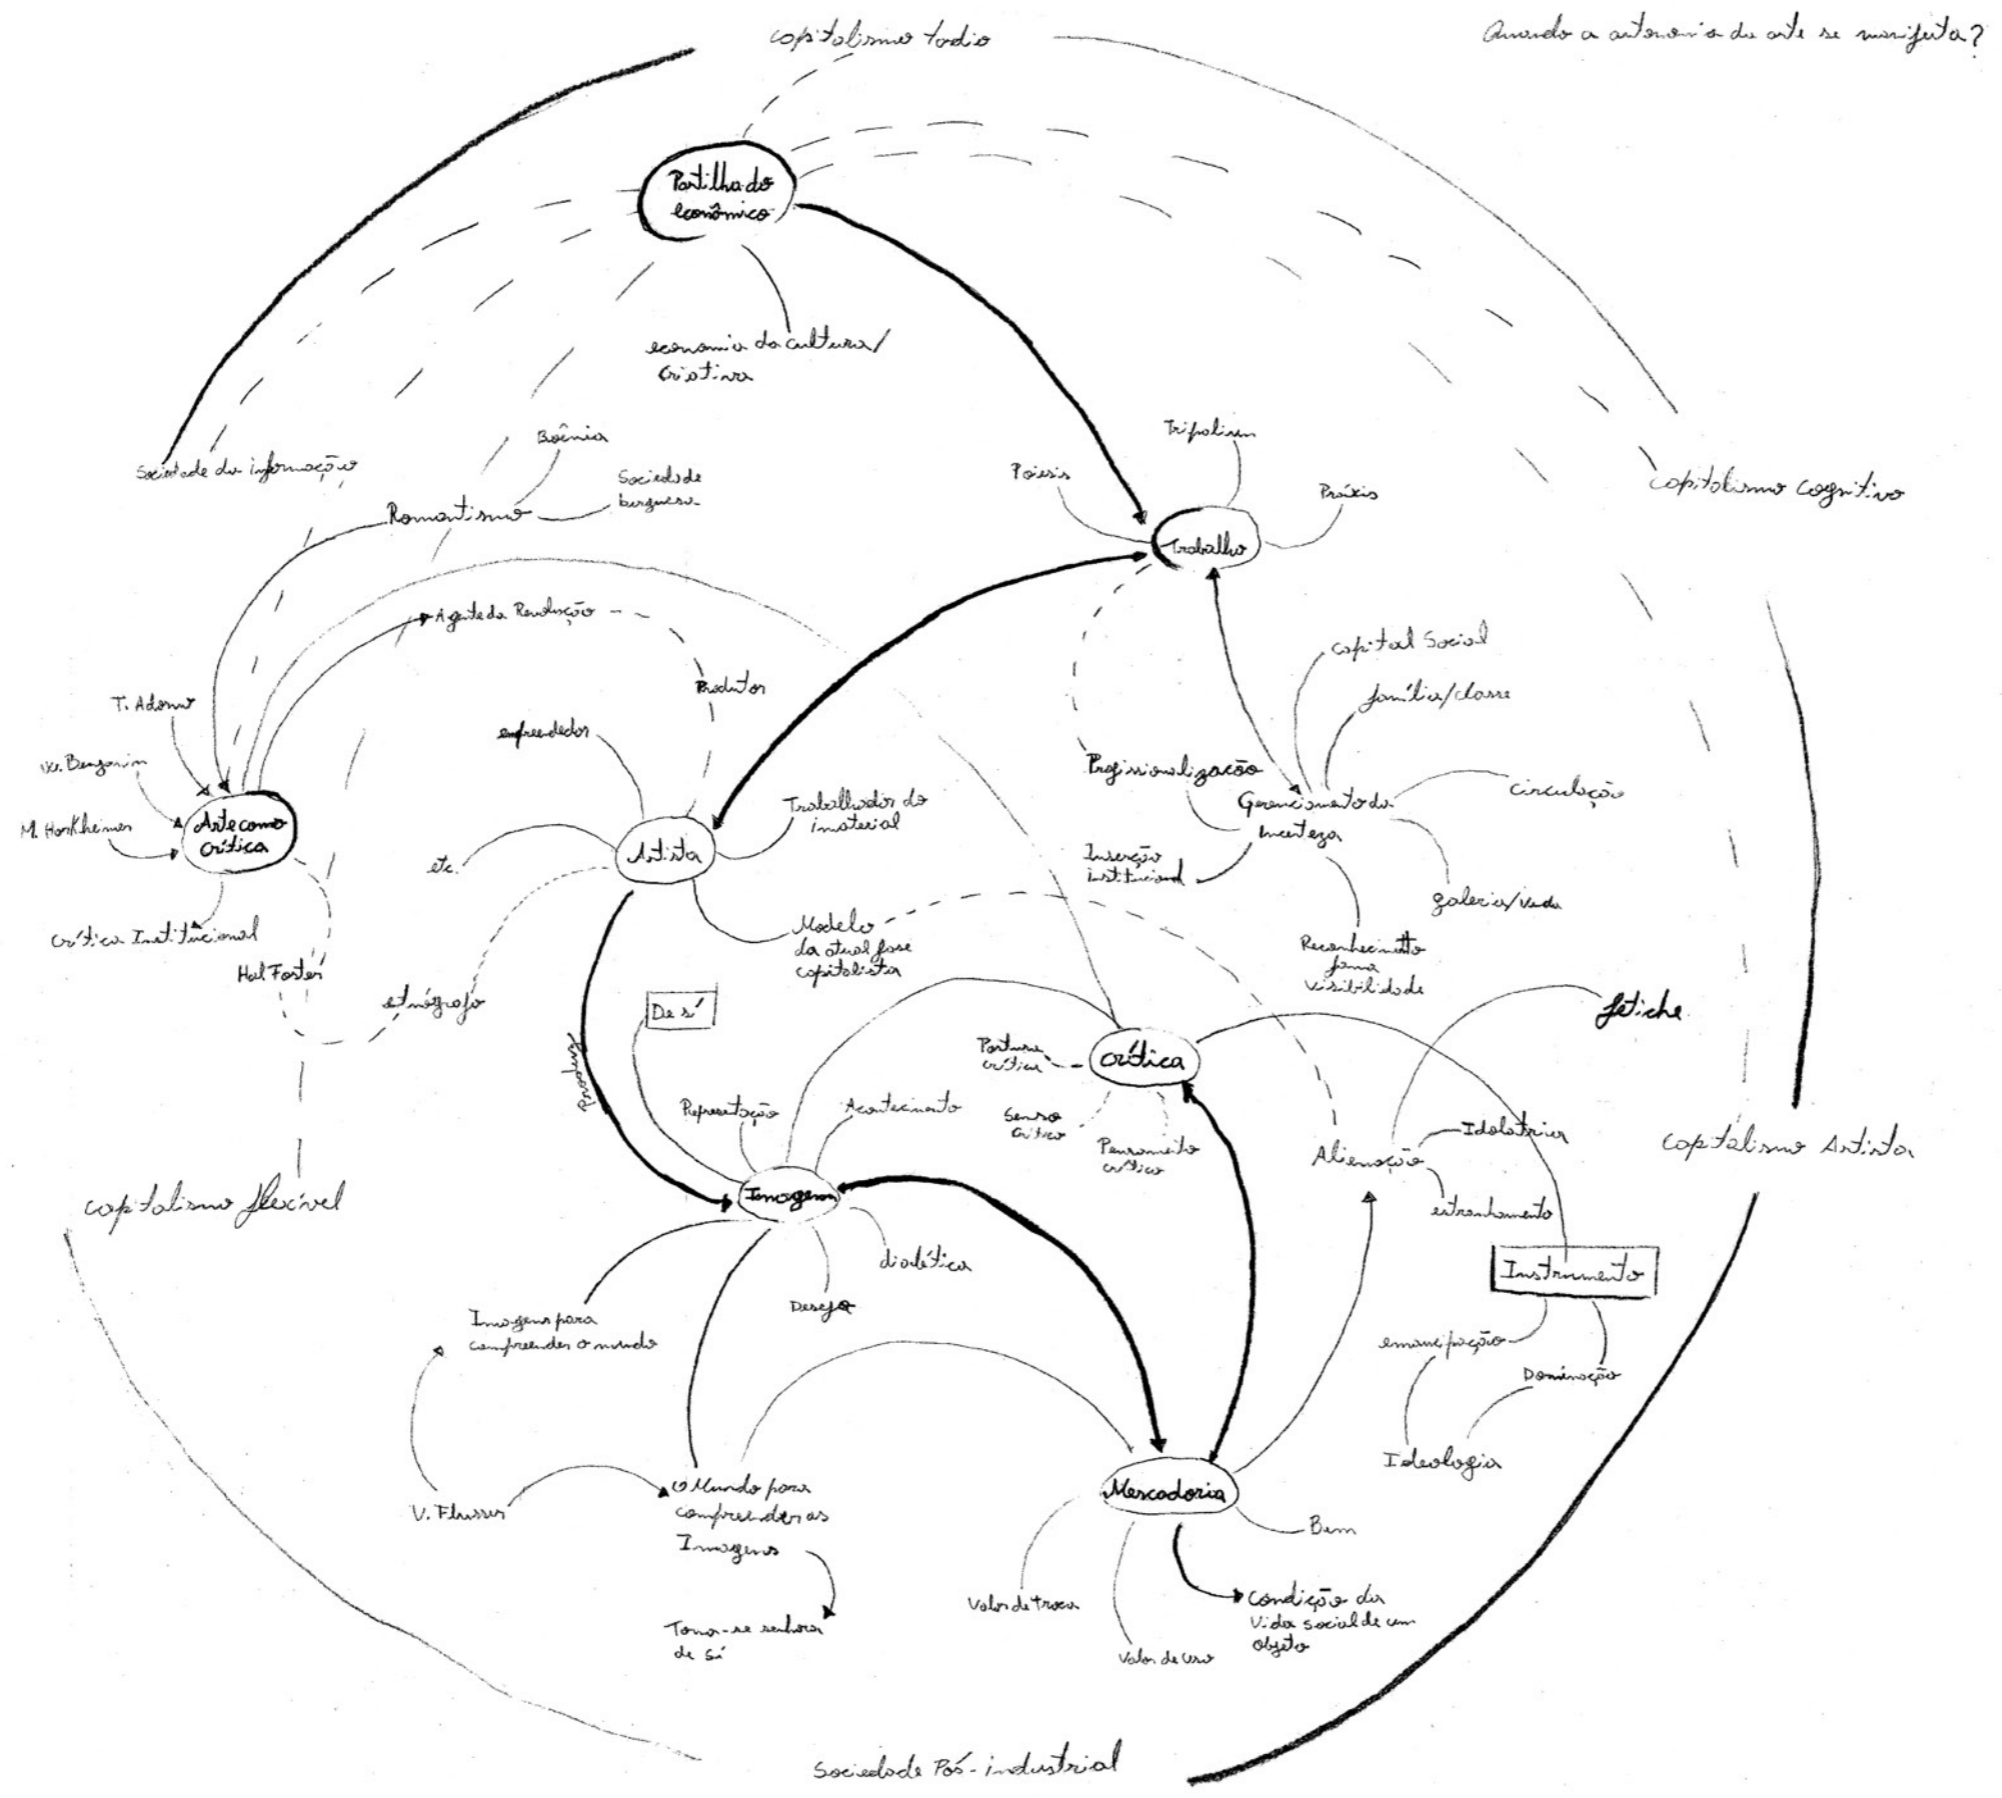 capitalismo tardio
Quando a autonomia da arte se manifesta?
Partilha do
econômico
economia da cultura/
criativa
Boêmia
Sociedade da informação
Sociedade
burguesa
Romantismo
Tripalium
Poiesis
Práxis
capitalismo cognitivo
Trabalho
Agente da Revolução
Produtor
capital Social
família/classe
T. Adorno
W. Benjamin
M. Horkheimer
Arte como
crítica
empreendedor
Trabalhador do
imaterial
Artista
etc.
Profissionalização
Gerenciamento da
Incerteza
circulação
Inserção
institucional
galeria/venda
Reconhecimento
fama
visibilidade
crítica Institucional
Hal Foster
etnógrafo
Modelo
da atual fase
capitalista
De sí
Produz
fetiche
Postura
crítica
crítica
Senso
crítico
Pensamento
crítico
Representação
Acontecimento
Imagem
Alienação
Idolatria
estranhamento
capitalismo Artista
capitalismo flexível
dialética
Desejo
Instrumento
emancipação
Dominação
Ideologia
Imagens para
compreender o mundo
V. Flusser
O Mundo para
compreender as
Imagens
Torna-se senhora
de Sí
Mercadoria
Bem
Valor de troca
Valor de uso
Condição da
Vida social de um
objeto
Sociedade Pós-industrial